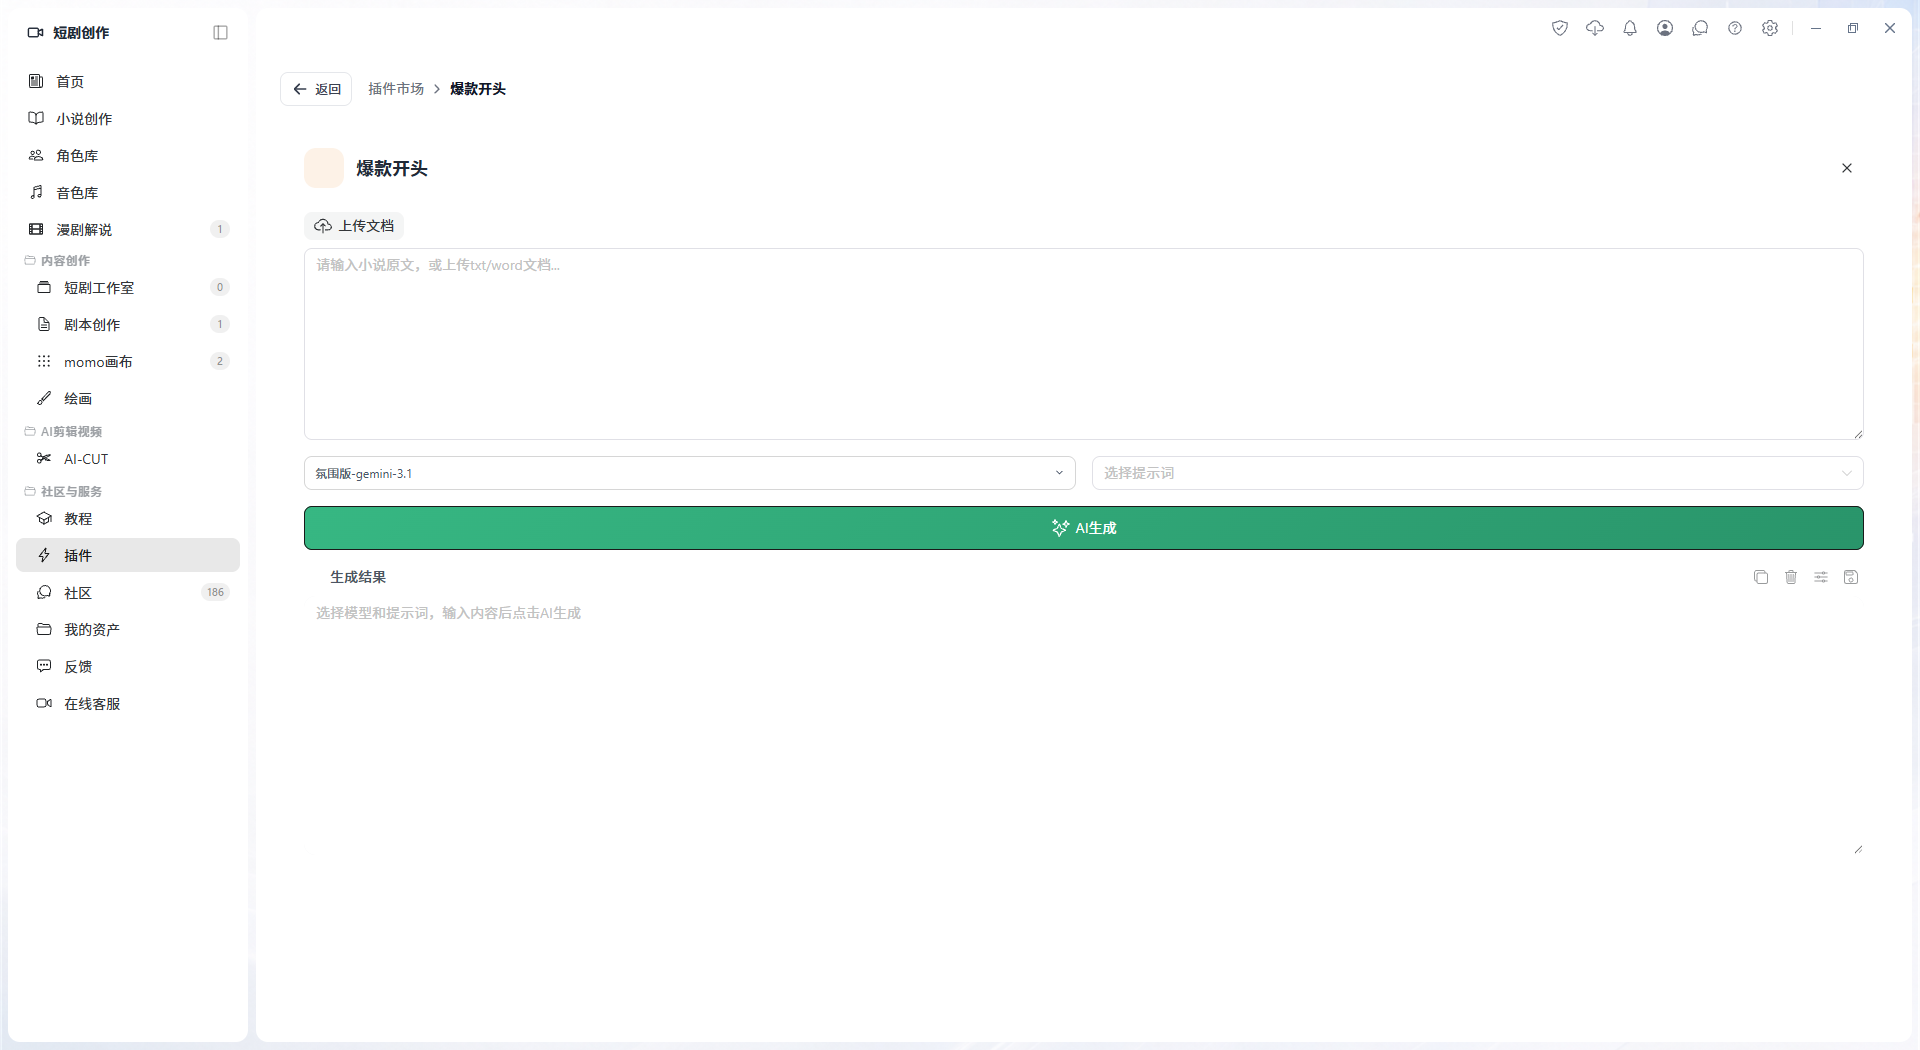 短剧创作
首页
小说创作
角色库
音色库
漫剧解说 1
内容创作
短剧工作室 0
剧本创作 1
momo画布 2
绘画
AI剪辑视频
AI-CUT
社区与服务
教程
插件
社区 186
我的资产
反馈
在线客服
返回 插件市场 爆款开头
爆款开头
上传文档
请输入小说原文，或上传txt/word文档...
氛围版-gemini-3.1 选择提示词
AI生成
生成结果
选择模型和提示词，输入内容后点击AI生成